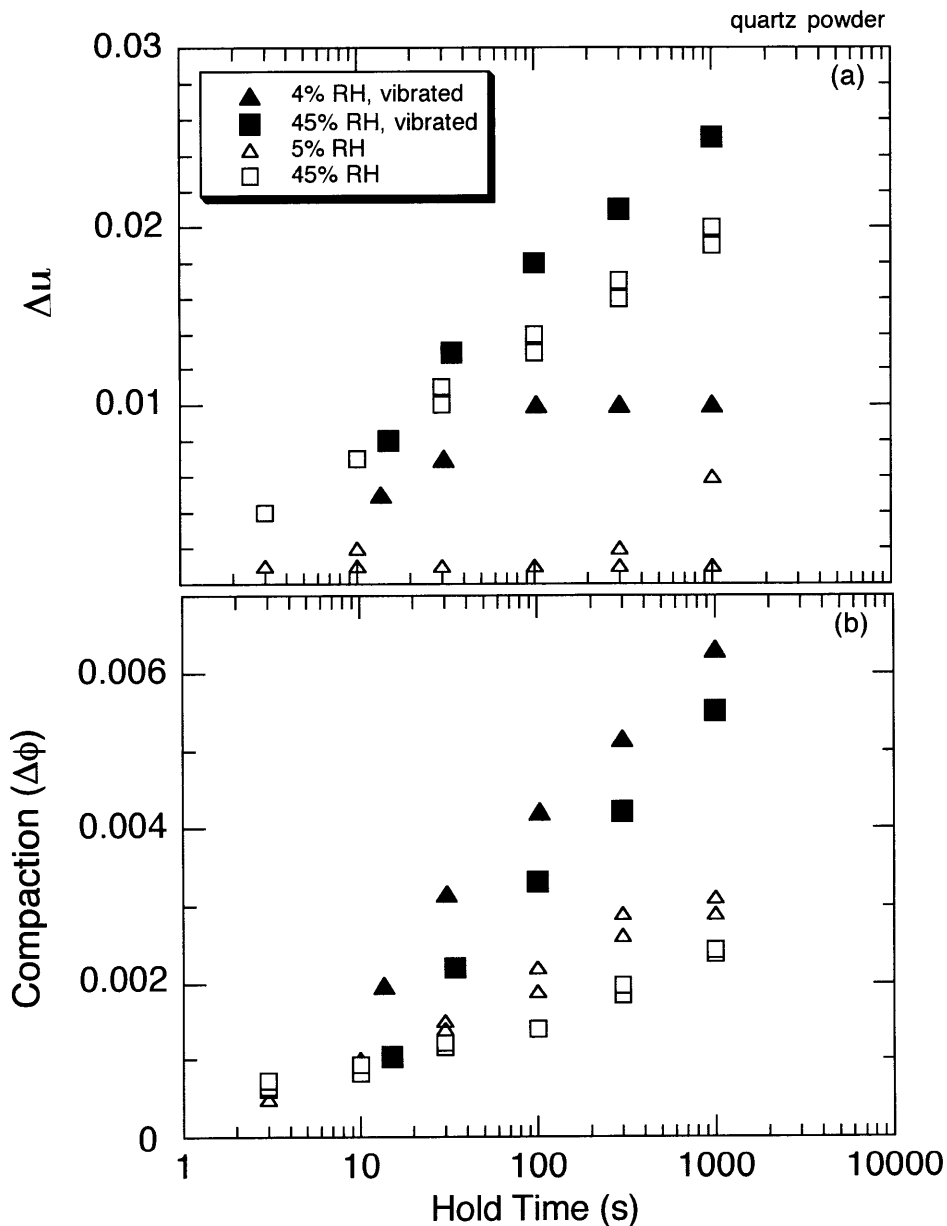 quartz powder
(a)
0.03
4% RH, vibrated
45% RH, vibrated
5% RH
45% RH
0.02
Δμ
0.01
(b)
0.006
Compaction (Δϕ)
0.004
0.002
0
1 10 100 1000 10000
Hold Time (s)